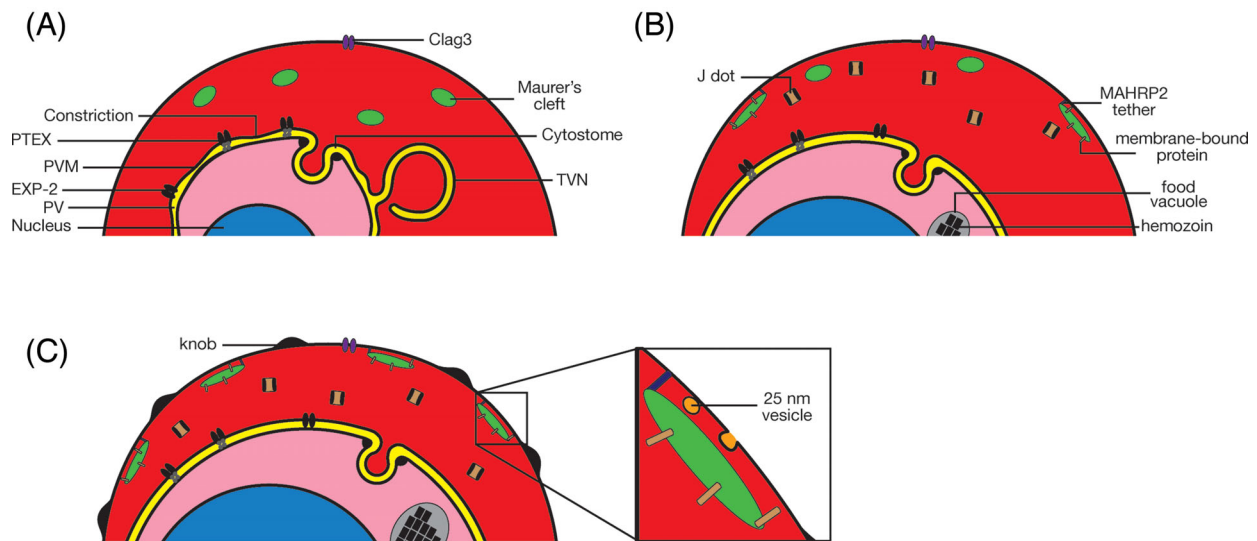 (A)
Clag3
Maurer's
cleft
Constriction
PTEX
Cytostome
PVM
EXP-2
TVN
PV
Nucleus
(B)
J dot
MAHRP2
tether
membrane-bound
protein
food
vacuole
hemozoin
(C)
knob
25 nm
vesicle